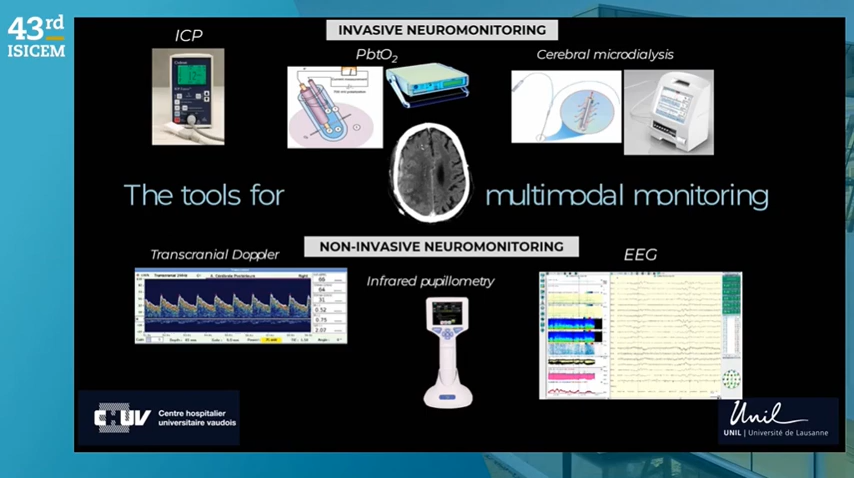 43rd
ISICEM
INVASIVE NEUROMONITORING
ICP
PbtO2
Cerebral microdialysis
The tools for
multimodal monitoring
NON-INVASIVE NEUROMONITORING
Transcranial Doppler
Infrared pupillometry
EEG
CHUV
Centre hospitalier
universitaire vaudois
Unil
UNIL | Université de Lausanne